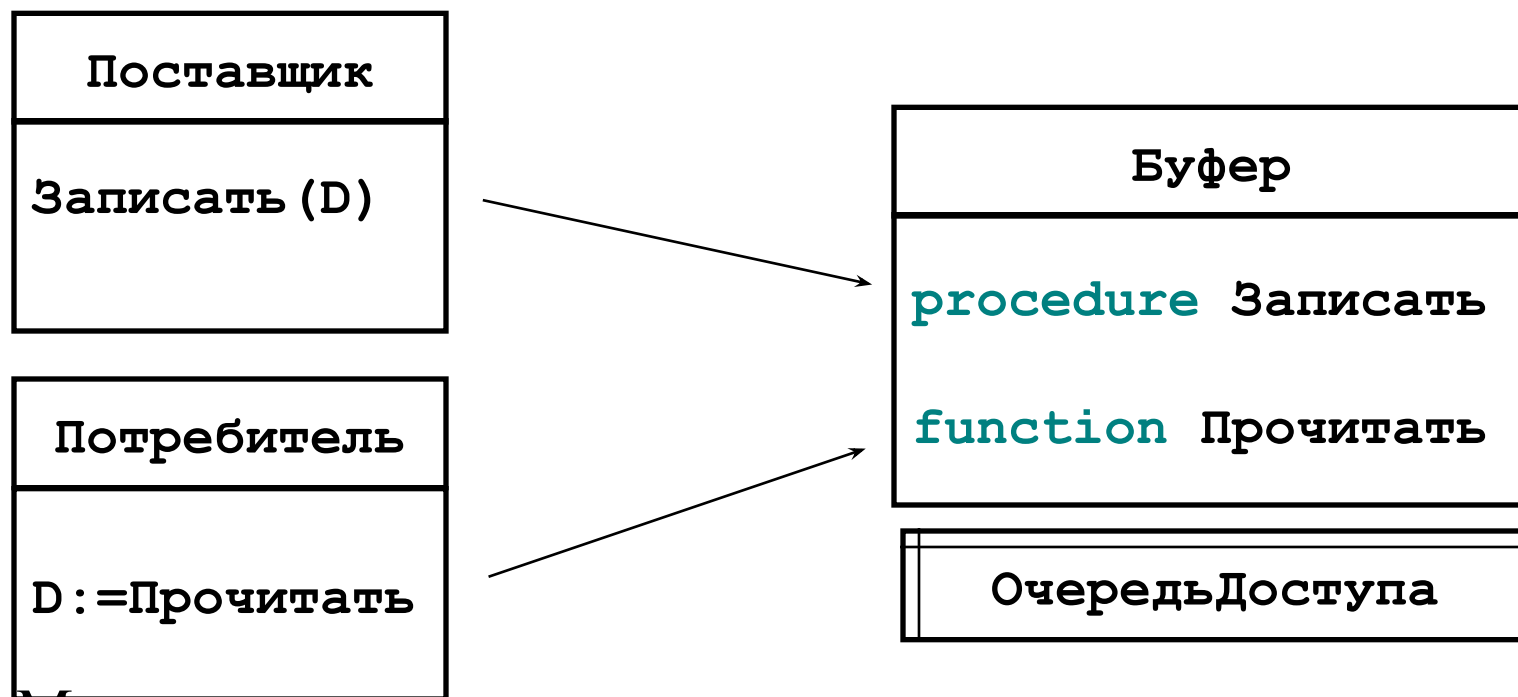 Поставщик
Записать(D)
Потребитель
D:=Прочитать
Буфер
procedure Записать
function Прочитать
ОчередьДоступа